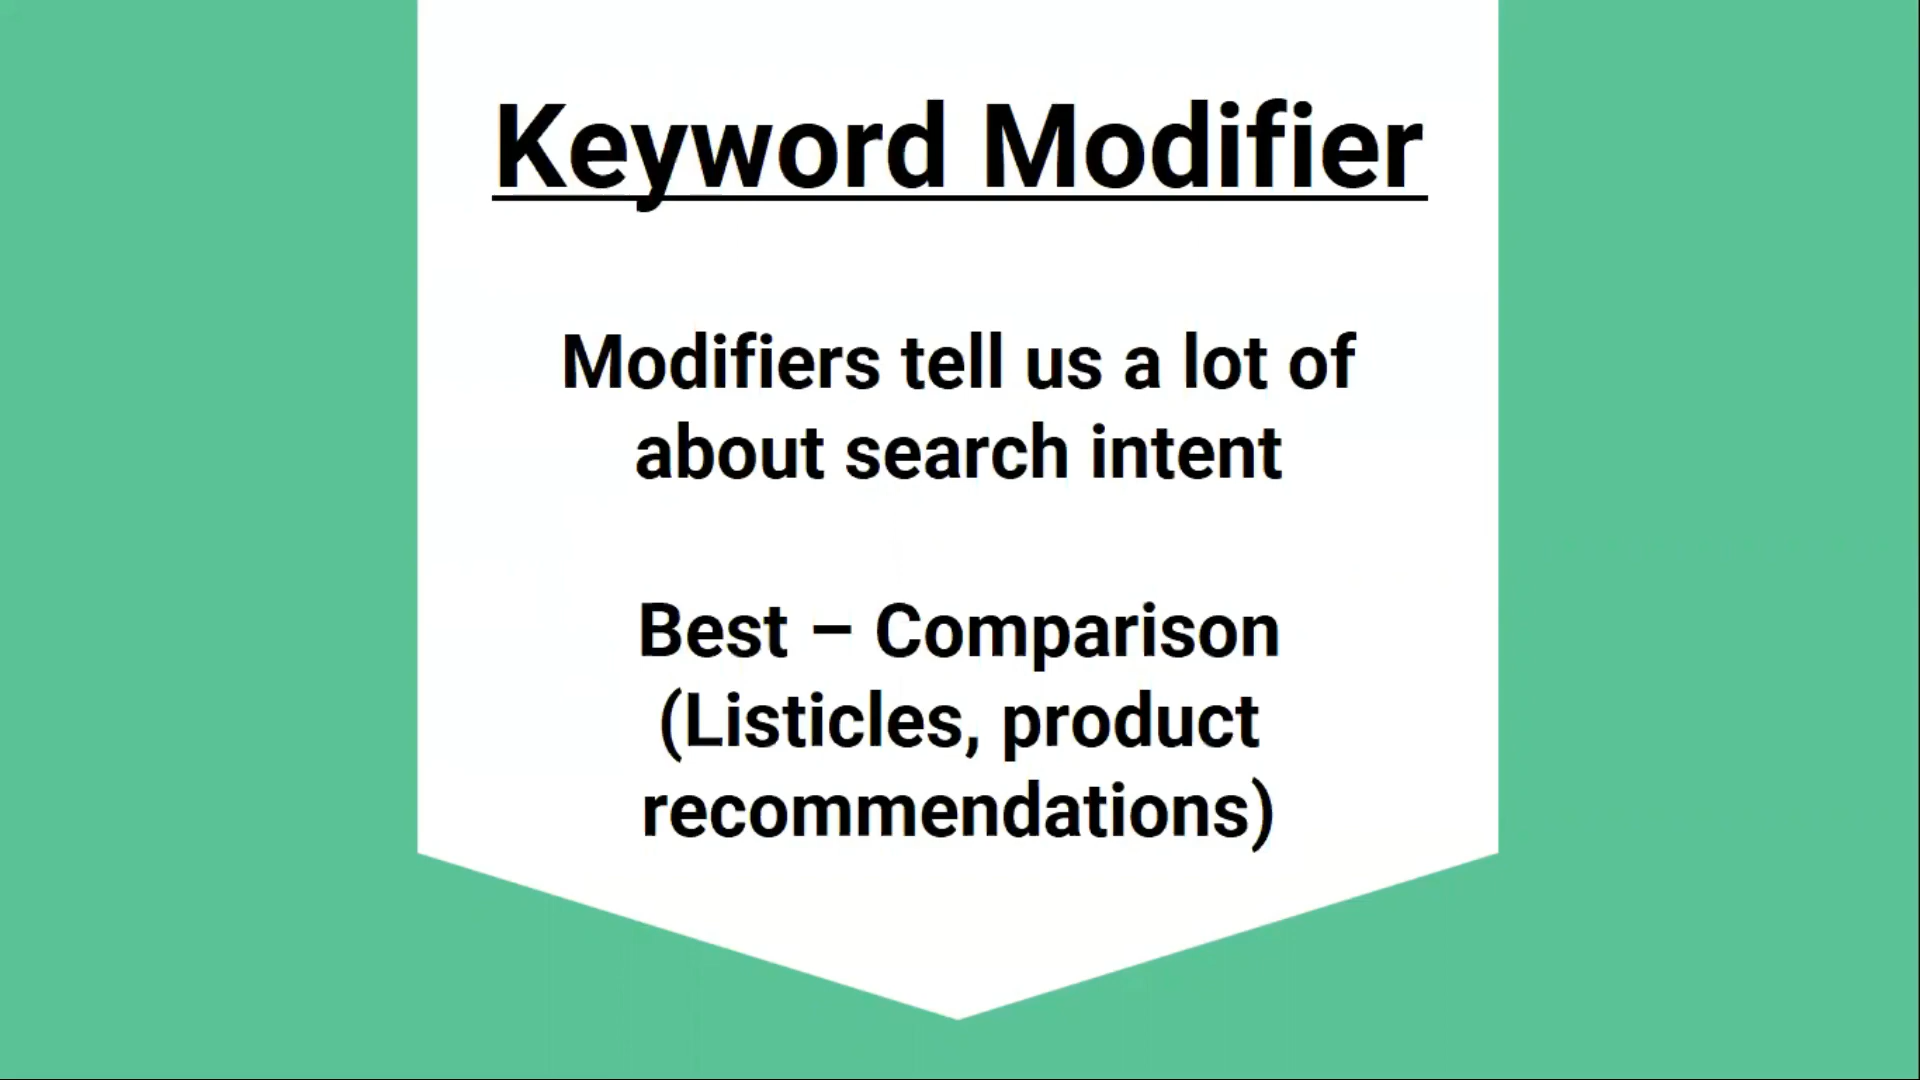 Keyword Modifier
Modifiers tell us a lot of
about search intent
Best – Comparison
(Listicles, product
recommendations)